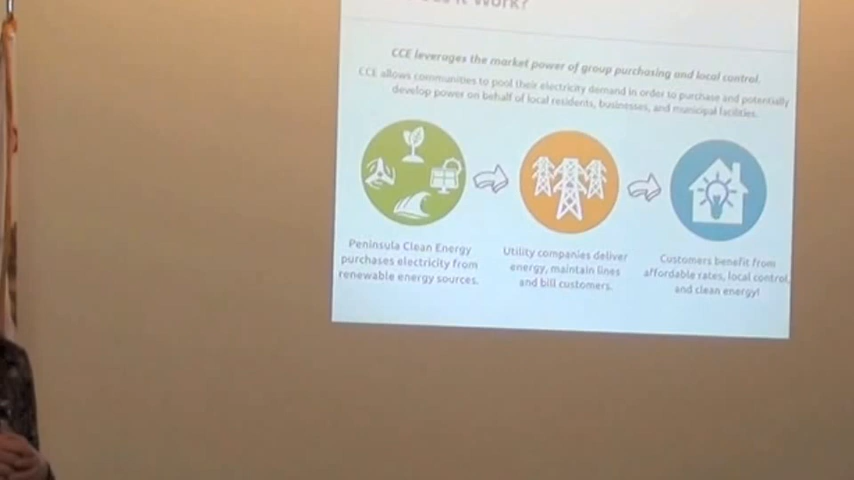 it Work?
CCE leverages the market power of group purchasing and local control.
CCE allows communities to pool their electricity demand in order to purchase and potentially
develop power on behalf of local residents, businesses, and municipal facilities.
Peninsula Clean Energy
purchases electricity from
renewable energy sources.
Utility companies deliver
energy, maintain lines
and bill customers.
Customers benefit from
affordable rates, local control,
and clean energy!